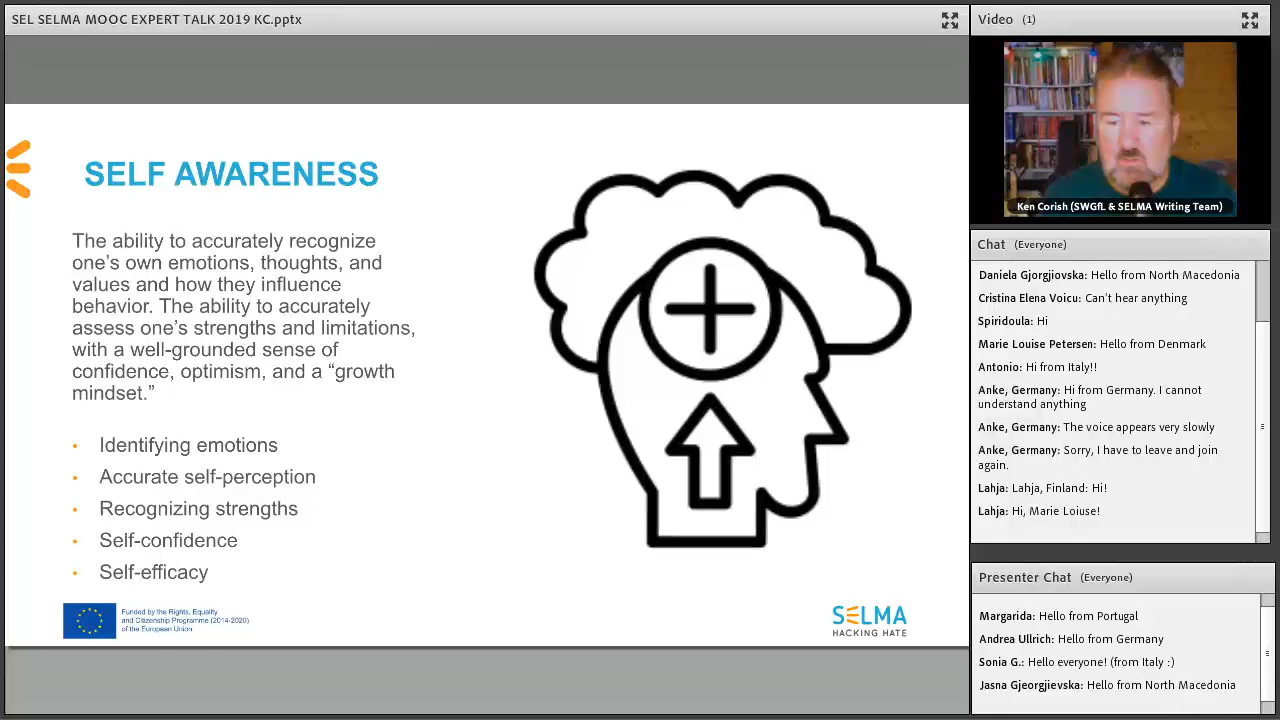 SEL SELMA MOOC EXPERT TALK 2019 KC.pptx
SELF AWARENESS
The ability to accurately recognize
one's own emotions, thoughts, and
values and how they influence
behavior. The ability to accurately
assess one's strengths and limitations,
with a well-grounded sense of
confidence, optimism, and a “growth
mindset.”
• Identifying emotions
• Accurate self-perception
• Recognizing strengths
• Self-confidence
• Self-efficacy
Funded by the Rights, Equality
and Citizenship Programme (2014-2020)
of the European Union
SELMA
HACKING HATE
Video (1)
Ken Corish (SWGfL & SELMA Writing Team)
Chat (Everyone)
Daniela Gjorgjiovska: Hello from North Macedonia
Cristina Elena Voicu: Can't hear anything
Spiridoula: Hi
Marie Louise Petersen: Hello from Denmark
Antonio: Hi from Italy!!
Anke, Germany: Hi from Germany. I cannot
understand anything
Anke, Germany: The voice appears very slowly
Anke, Germany: Sorry, I have to leave and join
again.
Lahja: Lahja, Finland: Hi!
Lahja: Hi, Marie Loiuse!
Presenter Chat (Everyone)
Margarida: Hello from Portugal
Andrea Ullrich: Hello from Germany
Sonia G.: Hello everyone! (from Italy :)
Jasna Gjeorgjievska: Hello from North Macedonia